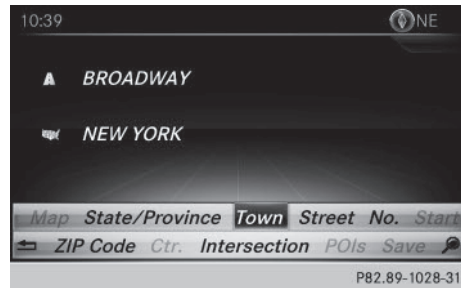 10:39 NE
BROADWAY
NEW YORK
Map State/Province Town Street No. Start
ZIP Code Ctr. Intersection POIs Save
P82.89-1028-31